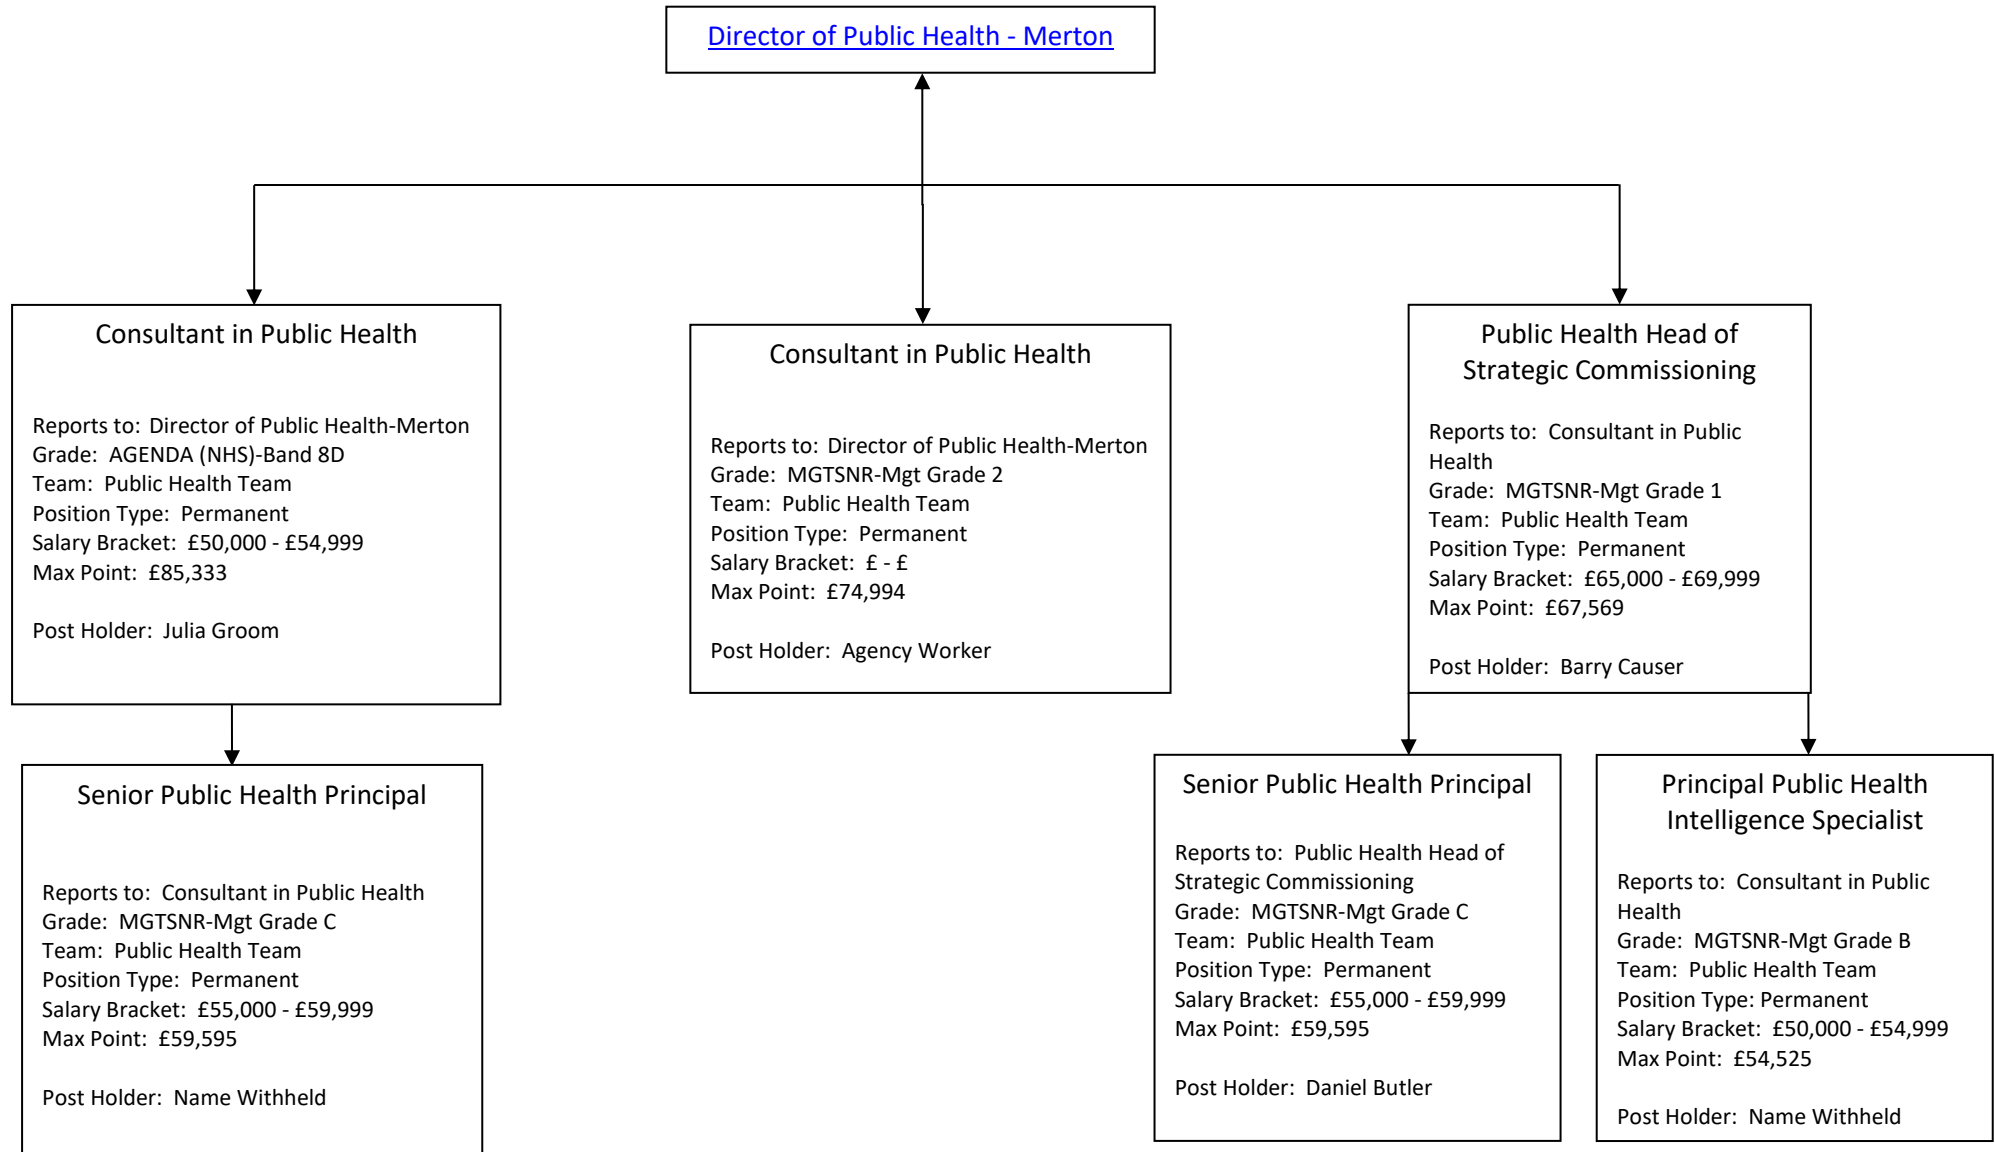 Director of Public Health - Merton
Consultant in Public Health
Reports to: Director of Public Health-Merton
Grade: AGENDA (NHS)-Band 8D
Team: Public Health Team
Position Type: Permanent
Salary Bracket: £50,000 - £54,999
Max Point: £85,333
Post Holder: Julia Groom
Consultant in Public Health
Reports to: Director of Public Health-Merton
Grade: MGTSNR-Mgt Grade 2
Team: Public Health Team
Position Type: Permanent
Salary Bracket: £ - £
Max Point: £74,994
Post Holder: Agency Worker
Public Health Head of
Strategic Commissioning
Reports to: Consultant in Public
Health
Grade: MGTSNR-Mgt Grade 1
Team: Public Health Team
Position Type: Permanent
Salary Bracket: £65,000 - £69,999
Max Point: £67,569
Post Holder: Barry Causer
Senior Public Health Principal
Reports to: Consultant in Public Health
Grade: MGTSNR-Mgt Grade C
Team: Public Health Team
Position Type: Permanent
Salary Bracket: £55,000 - £59,999
Max Point: £59,595
Post Holder: Name Withheld
Senior Public Health Principal
Reports to: Public Health Head of
Strategic Commissioning
Grade: MGTSNR-Mgt Grade C
Team: Public Health Team
Position Type: Permanent
Salary Bracket: £55,000 - £59,999
Max Point: £59,595
Post Holder: Daniel Butler
Principal Public Health
Intelligence Specialist
Reports to: Consultant in Public
Health
Grade: MGTSNR-Mgt Grade B
Team: Public Health Team
Position Type: Permanent
Salary Bracket: £50,000 - £54,999
Max Point: £54,525
Post Holder: Name Withheld